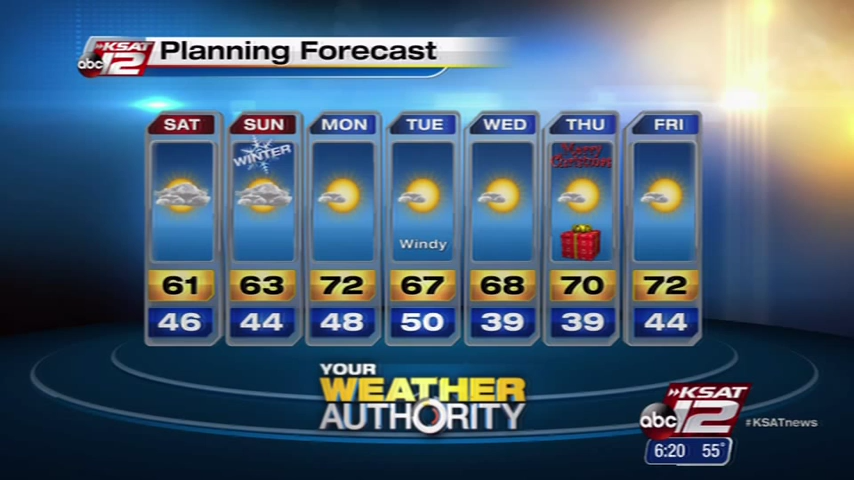 »KSAT
abc 12
Planning Forecast
SAT SUN MON TUE WED THU FRI
WINTER
Merry
Christmas
Windy
61 63 72 67 68 70 72
46 44 48 50 39 39 44
YOUR
WEATHER
AUTHORITY
»KSAT
abc 12
#KSATnews
6:20 55°